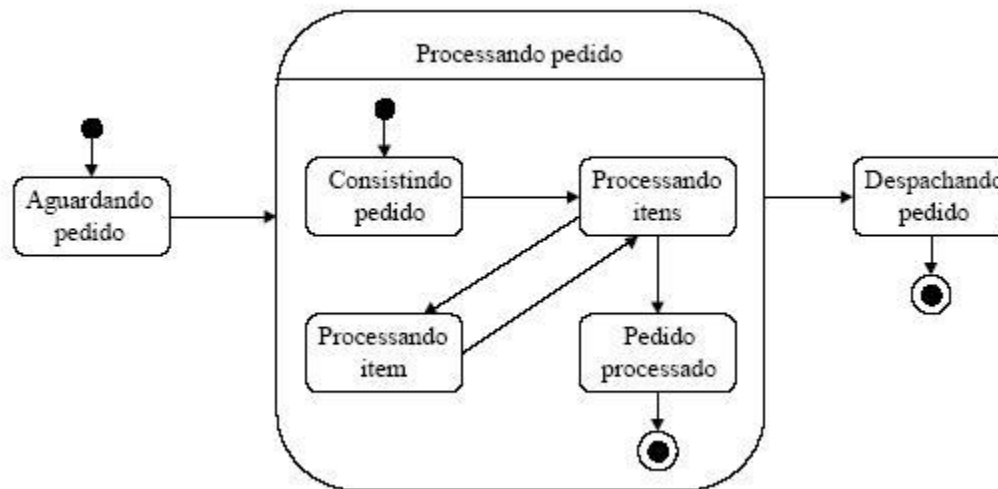 Processando pedido
Aguardando
pedido
Consistindo
pedido
Processando
itens
Despachando
pedido
Processando
item
Pedido
processado